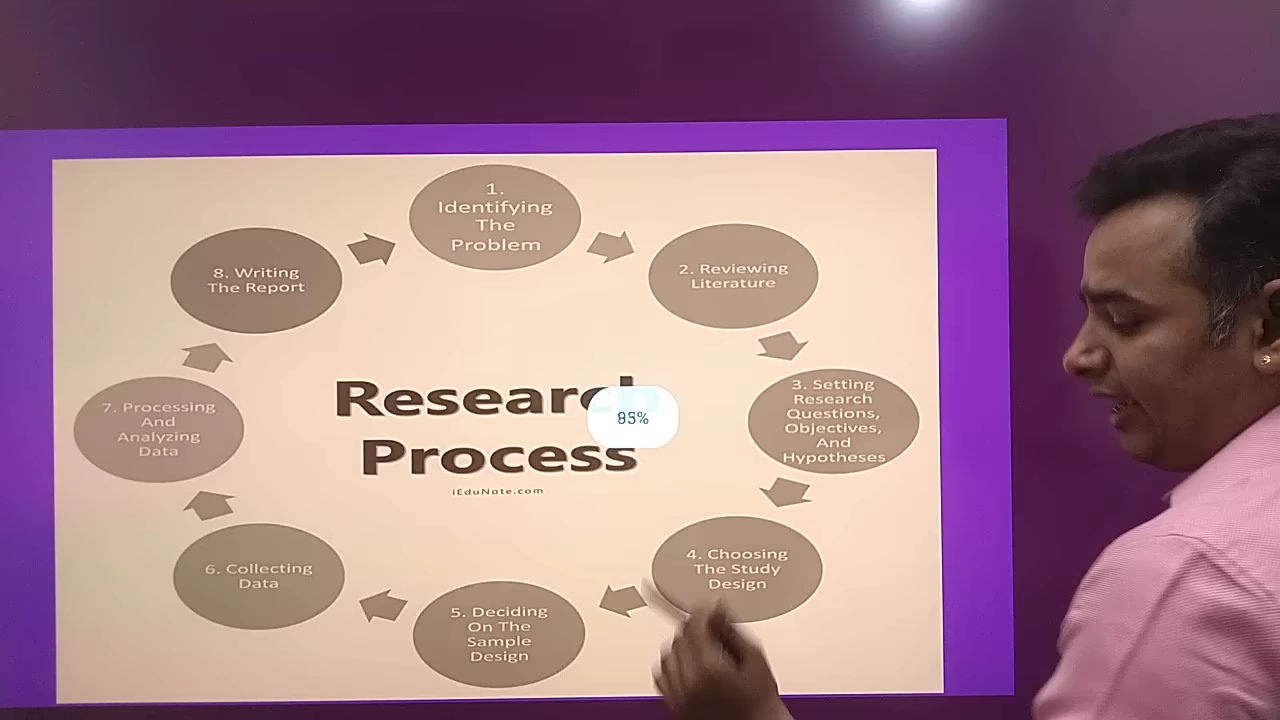 1.
Identifying
The
Problem
2. Reviewing
Literature
3. Setting
Research
Questions,
Objectives,
And
Hypotheses
4. Choosing
The Study
Design
5. Deciding
On The
Sample
Design
6. Collecting
Data
7. Processing
And
Analyzing
Data
8. Writing
The Report
Research
Process
iEduNote.com
85%